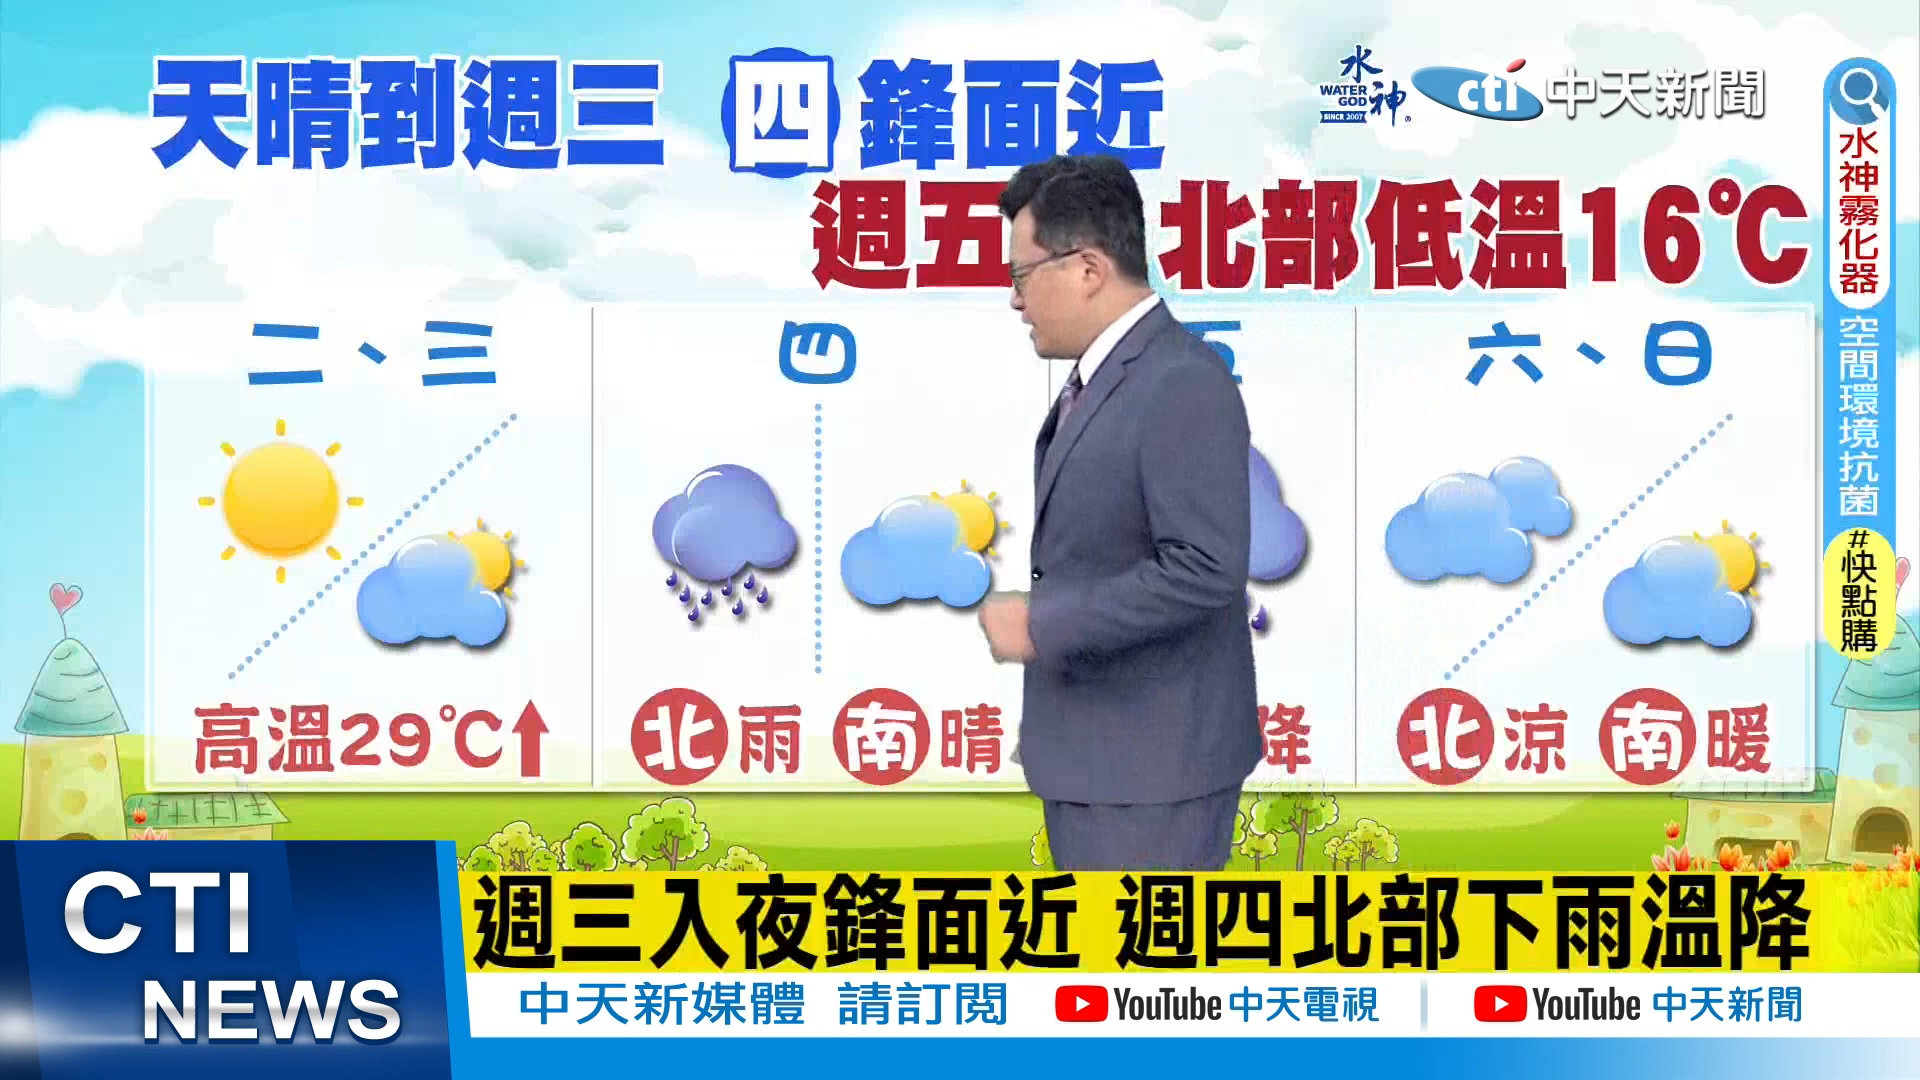 天晴到週三 四 鋒面近
水神 WATER GOD SINCE 2007 cti 中天新聞
週五 北部低溫16℃
二、三
四
五
六、日
高溫29℃
北雨 南晴
降
北涼 南暖
水神霧化器
空間環境抗菌
#快點購
CTI NEWS
週三入夜鋒面近 週四北部下雨溫降
中天新媒體 請訂閱 YouTube 中天電視 YouTube 中天新聞